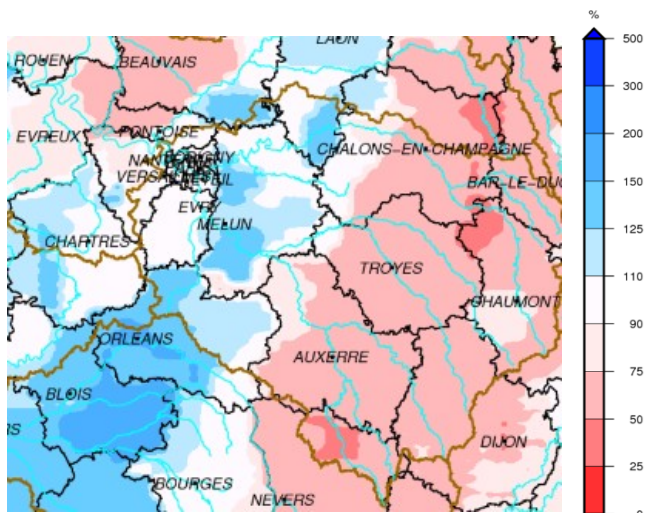 %
LAON
ROUEN
BEAUVAIS
500
300
EVREUX
PONTOISE
200
CHALONS-EN-CHAMPAGNE
BAR-LE-DUC
150
EVRY
MELUN
125
CHARTRES
TROYES
110
CHAUMONT
90
ORLEANS
AUXERRE
75
BLOIS
50
DIJON
25
BOURGES
NEVERS
0